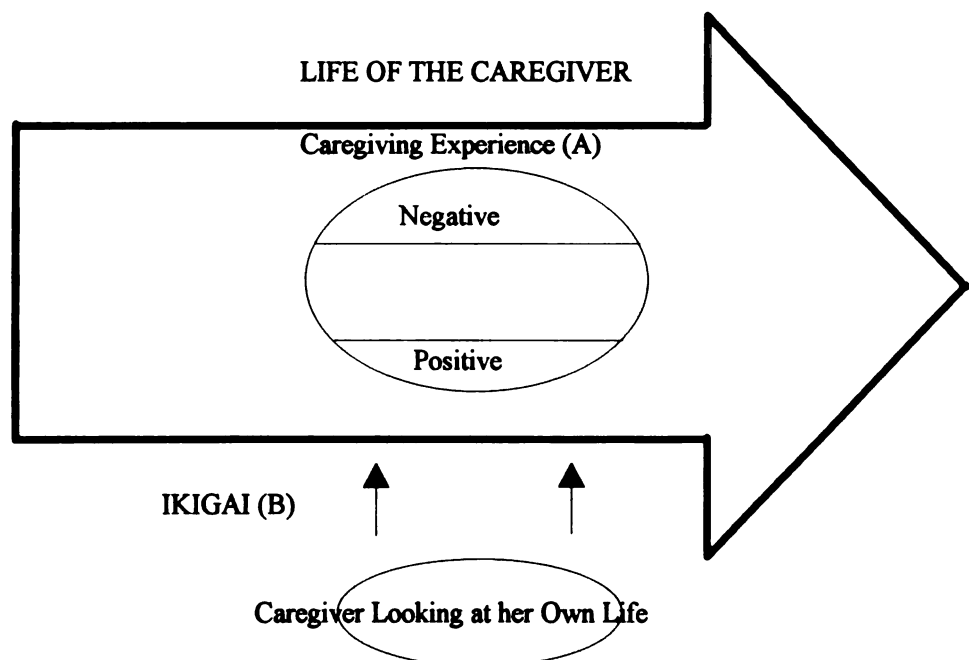 LIFE OF THE CAREGIVER
Caregiving Experience (A)
Negative
Positive
IKIGAI (B)
Caregiver Looking at her Own Life